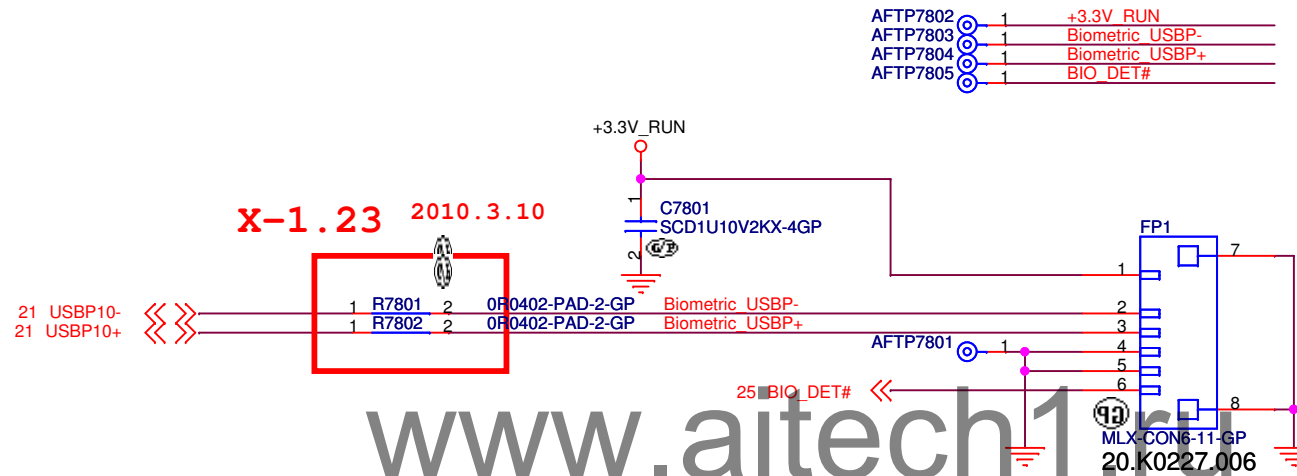 AFTP7802 1 +3.3V_RUN
AFTP7803 1 Biometric_USBP-
AFTP7804 1 Biometric_USBP+
AFTP7805 1 BIO_DET#
+3.3V_RUN
X-1.23 2010.3.10
1
C7801
SCD1U10V2KX-4GP
2
G/P
FP1
7
1
21 USBP10- 1 R7801 2 0R0402-PAD-2-GP Biometric_USBP- 2
21 USBP10+ 1 R7802 2 0R0402-PAD-2-GP Biometric_USBP+ 3
AFTP7801 1 4
5
25 BIO_DET# 6
8
www.aitech1.ru
MLX-CON6-11-GP
20.K0227.006